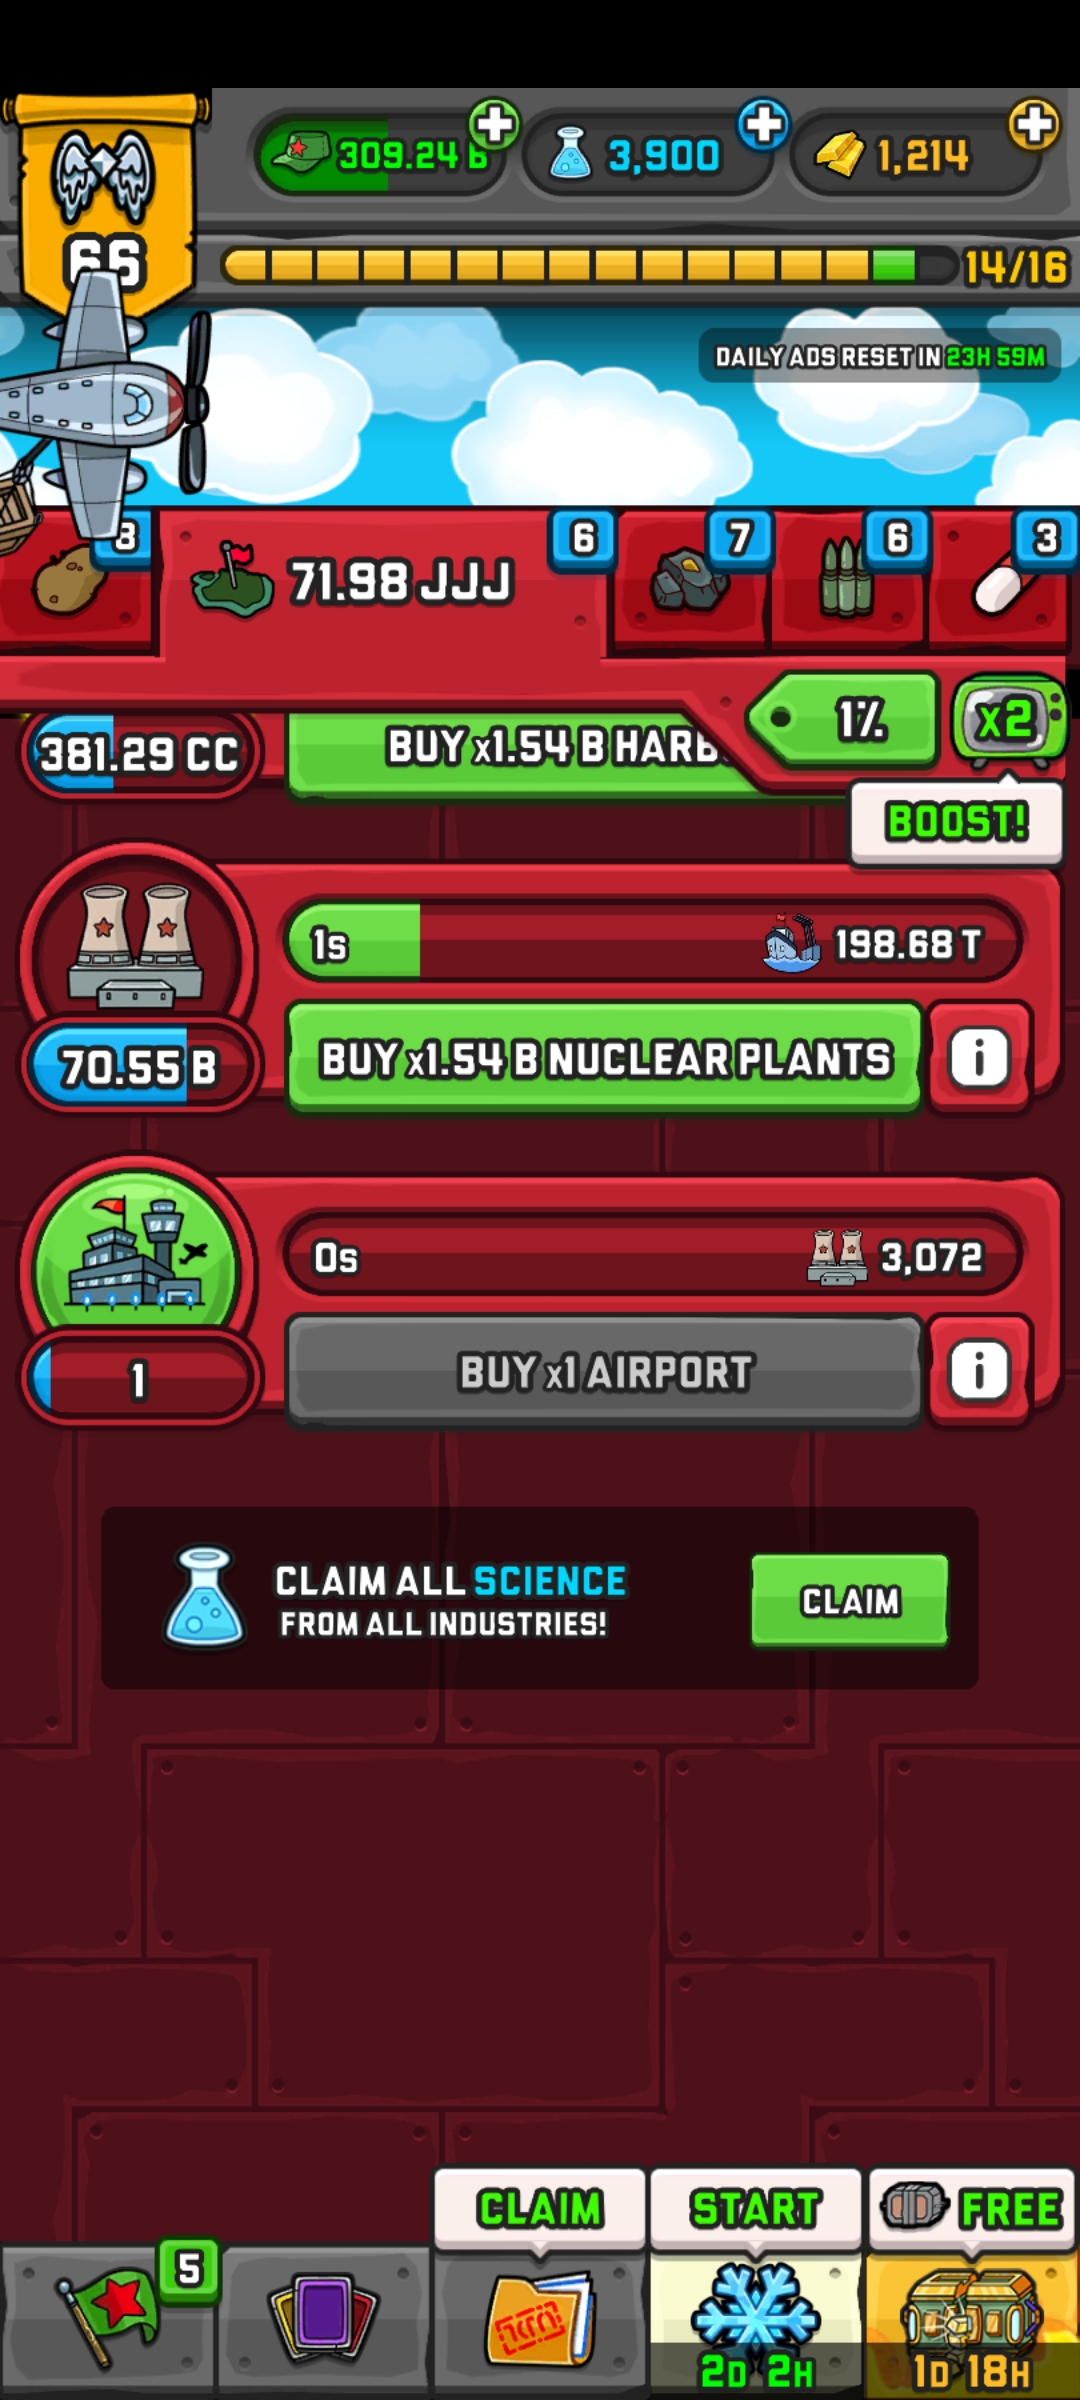 309.24 B
3,900
1,214
66
14/16
DAILY ADS RESET IN 23H 59M
8
6
7
6
3
71.98 JJJ
1%
x2
381.29 CC
BUY x1.54 B HARB
BOOST!
1s
198.68 T
70.55 B
BUY x1.54 B NUCLEAR PLANTS
i
0s
3,072
1
BUY x1 AIRPORT
i
CLAIM ALL SCIENCE
FROM ALL INDUSTRIES!
CLAIM
CLAIM
START
FREE
5
2D 2H
1D 18H